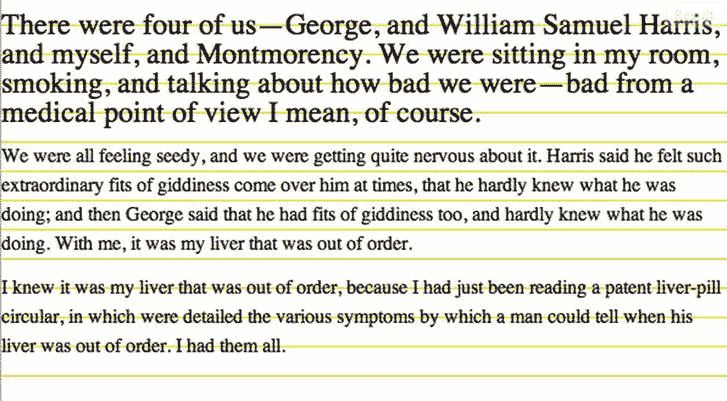 There were four of us—George, and William Samuel Harris,
and myself, and Montmorency. We were sitting in my room,
smoking, and talking about how bad we were—bad from a
medical point of view I mean, of course.
We were all feeling seedy, and we were getting quite nervous about it. Harris said he felt such
extraordinary fits of giddiness come over him at times, that he hardly knew what he was
doing; and then George said that he had fits of giddiness too, and hardly knew what he was
doing. With me, it was my liver that was out of order.
I knew it was my liver that was out of order, because I had just been reading a patent liver-pill
circular, in which were detailed the various symptoms by which a man could tell when his
liver was out of order. I had them all.